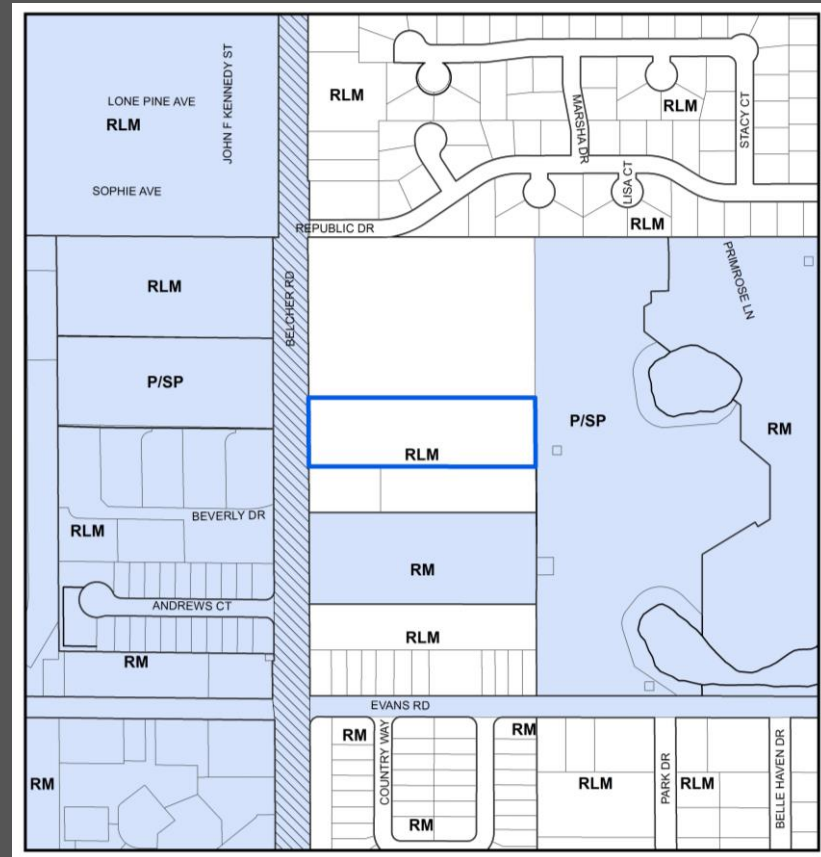 LONE PINE AVE
RLM
JOHN F KENNEDY ST
SOPHIE AVE
RLM
MARSHA DR
RLM
STACY CT
LISA CT
REPUBLIC DR
RLM
RLM
BELCHER RD
PRIMROSE LN
P/SP
P/SP
RM
RLM
BEVERLY DR
RLM
RM
ANDREWS CT
RLM
RM
EVANS RD
RM
COUNTRY WAY
RM
RM
RM
RLM
PARK DR
RLM
BELLE HAVEN DR